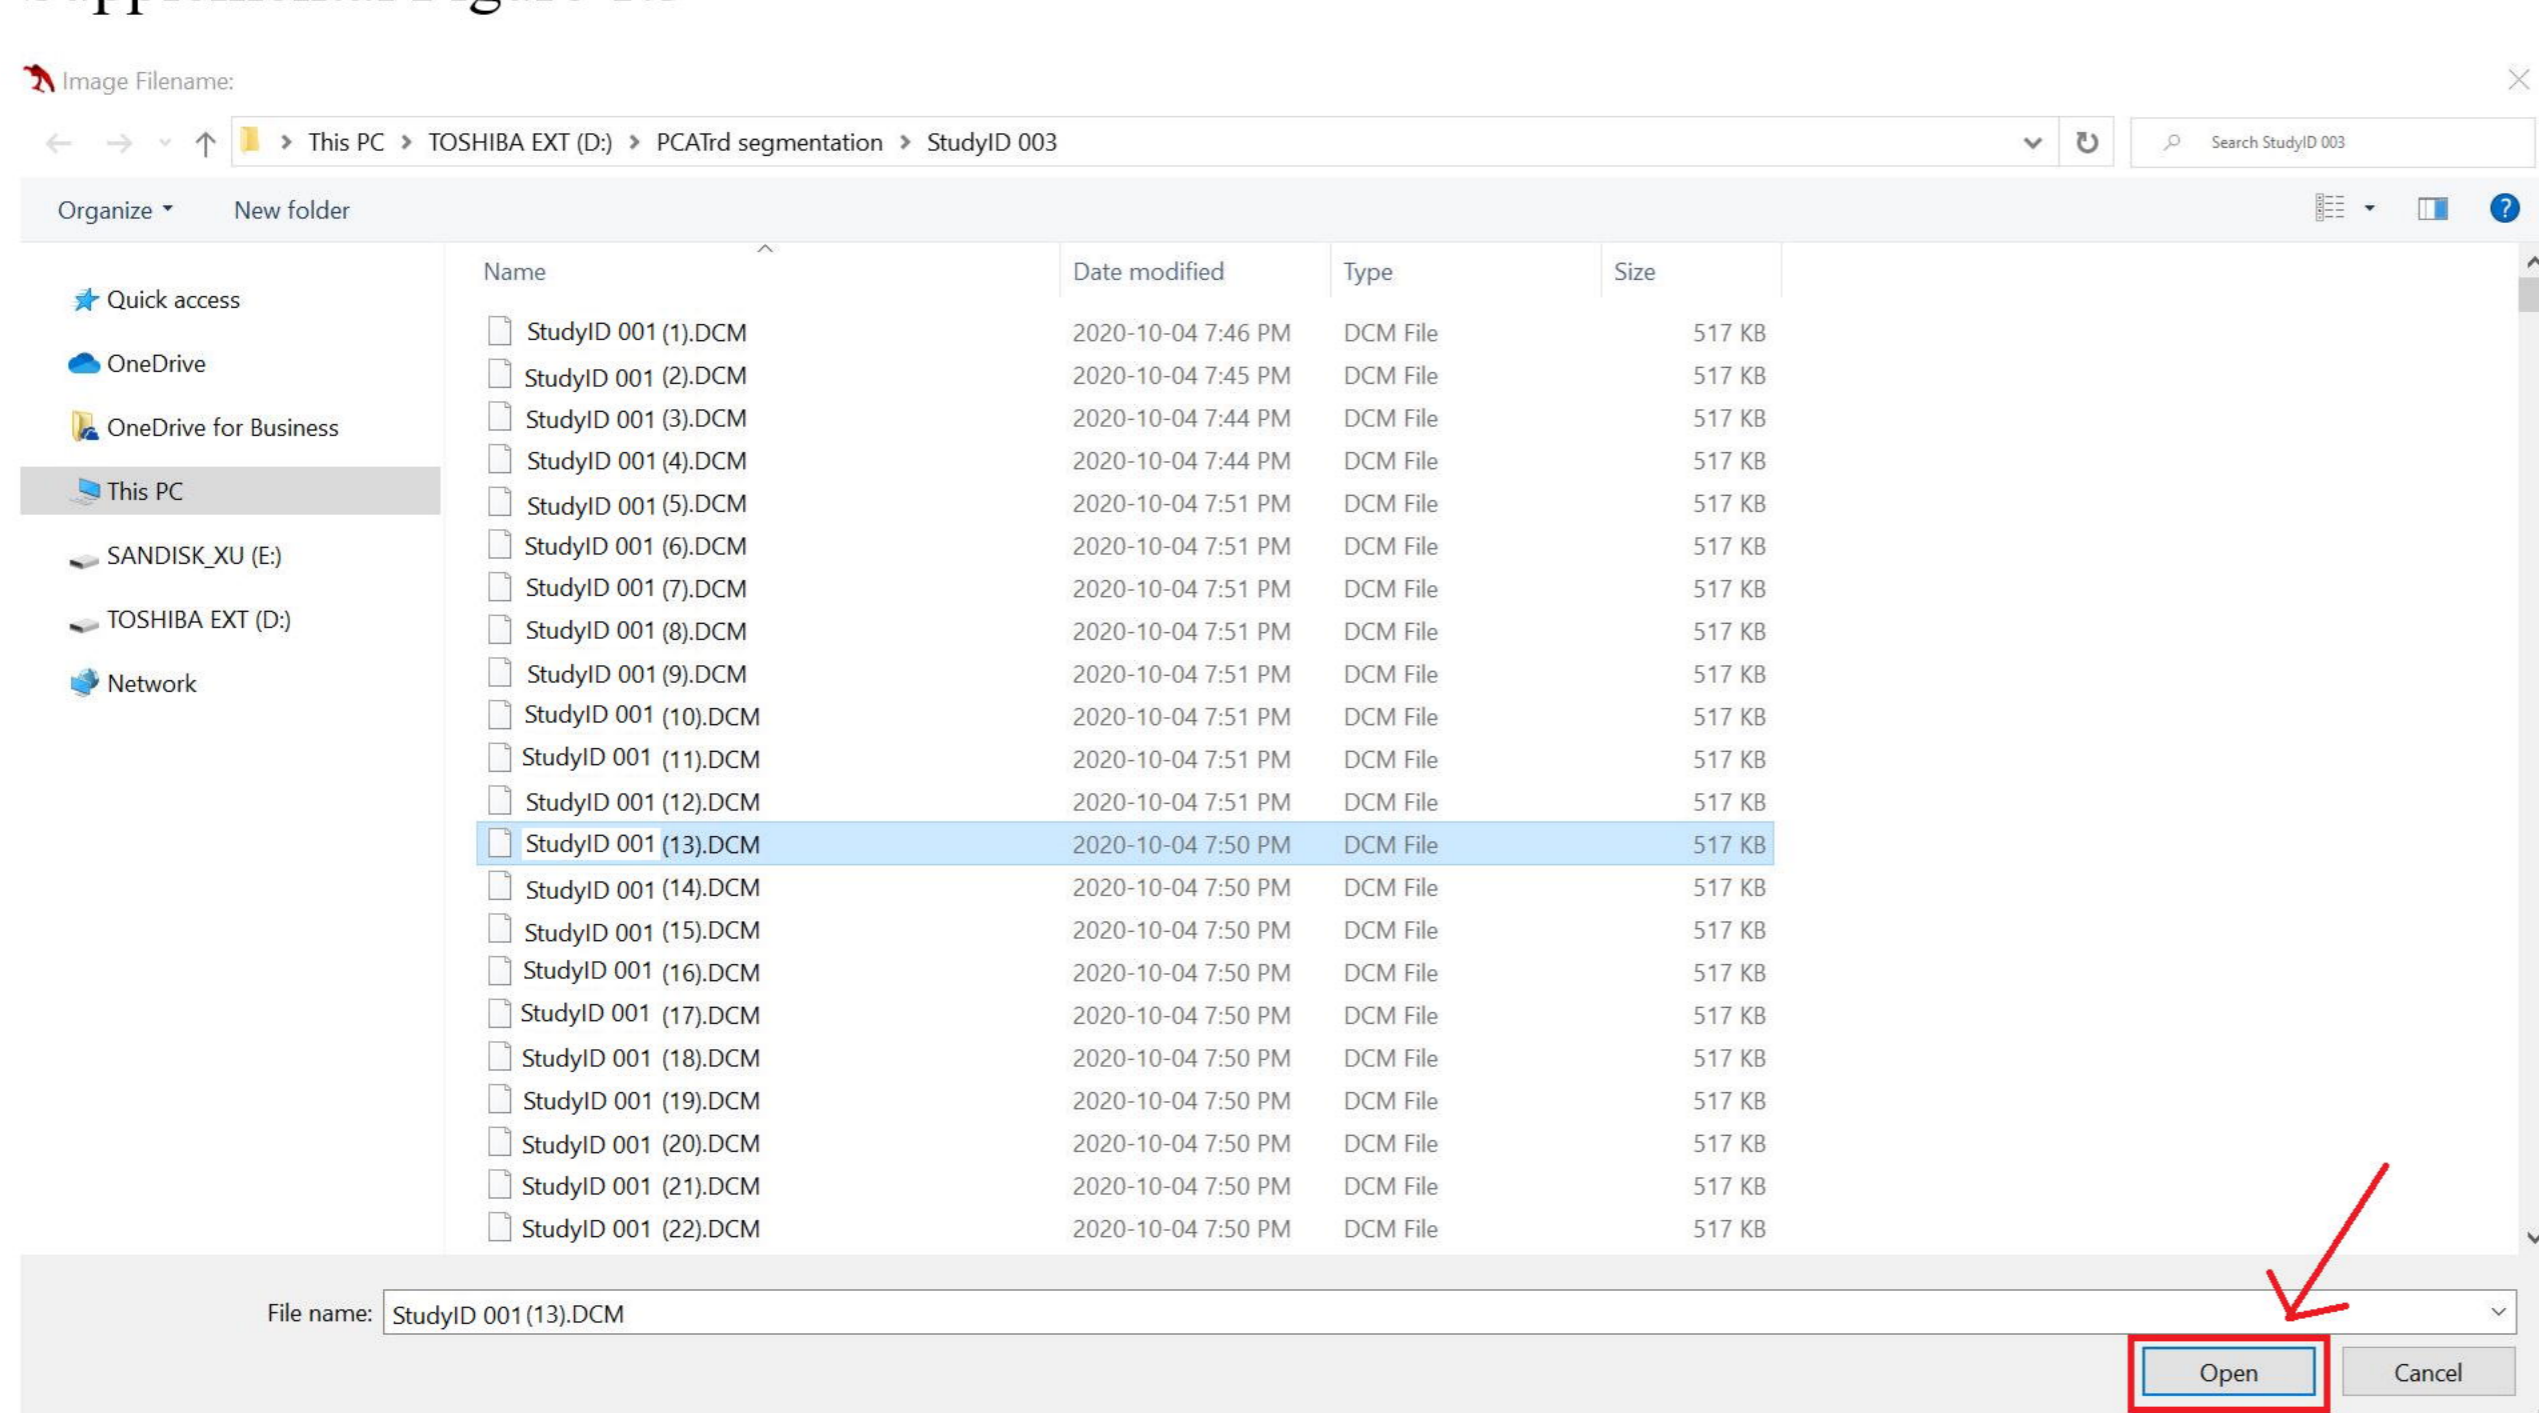 Image Filename:
This PC > TOSHIBA EXT (D:) > PCATrd segmentation > StudyID 003
Search StudyID 003
Organize
New folder
Name Date modified Type Size
Quick access
OneDrive
OneDrive for Business
This PC
SANDISK_XU (E:)
TOSHIBA EXT (D:)
Network
StudyID 001 (1).DCM 2020-10-04 7:46 PM DCM File 517 KB
StudyID 001 (2).DCM 2020-10-04 7:45 PM DCM File 517 KB
StudyID 001 (3).DCM 2020-10-04 7:44 PM DCM File 517 KB
StudyID 001 (4).DCM 2020-10-04 7:44 PM DCM File 517 KB
StudyID 001 (5).DCM 2020-10-04 7:51 PM DCM File 517 KB
StudyID 001 (6).DCM 2020-10-04 7:51 PM DCM File 517 KB
StudyID 001 (7).DCM 2020-10-04 7:51 PM DCM File 517 KB
StudyID 001 (8).DCM 2020-10-04 7:51 PM DCM File 517 KB
StudyID 001 (9).DCM 2020-10-04 7:51 PM DCM File 517 KB
StudyID 001 (10).DCM 2020-10-04 7:51 PM DCM File 517 KB
StudyID 001 (11).DCM 2020-10-04 7:51 PM DCM File 517 KB
StudyID 001 (12).DCM 2020-10-04 7:51 PM DCM File 517 KB
StudyID 001 (13).DCM 2020-10-04 7:50 PM DCM File 517 KB
StudyID 001 (14).DCM 2020-10-04 7:50 PM DCM File 517 KB
StudyID 001 (15).DCM 2020-10-04 7:50 PM DCM File 517 KB
StudyID 001 (16).DCM 2020-10-04 7:50 PM DCM File 517 KB
StudyID 001 (17).DCM 2020-10-04 7:50 PM DCM File 517 KB
StudyID 001 (18).DCM 2020-10-04 7:50 PM DCM File 517 KB
StudyID 001 (19).DCM 2020-10-04 7:50 PM DCM File 517 KB
StudyID 001 (20).DCM 2020-10-04 7:50 PM DCM File 517 KB
StudyID 001 (21).DCM 2020-10-04 7:50 PM DCM File 517 KB
StudyID 001 (22).DCM 2020-10-04 7:50 PM DCM File 517 KB
File name: StudyID 001(13).DCM
Open
Cancel